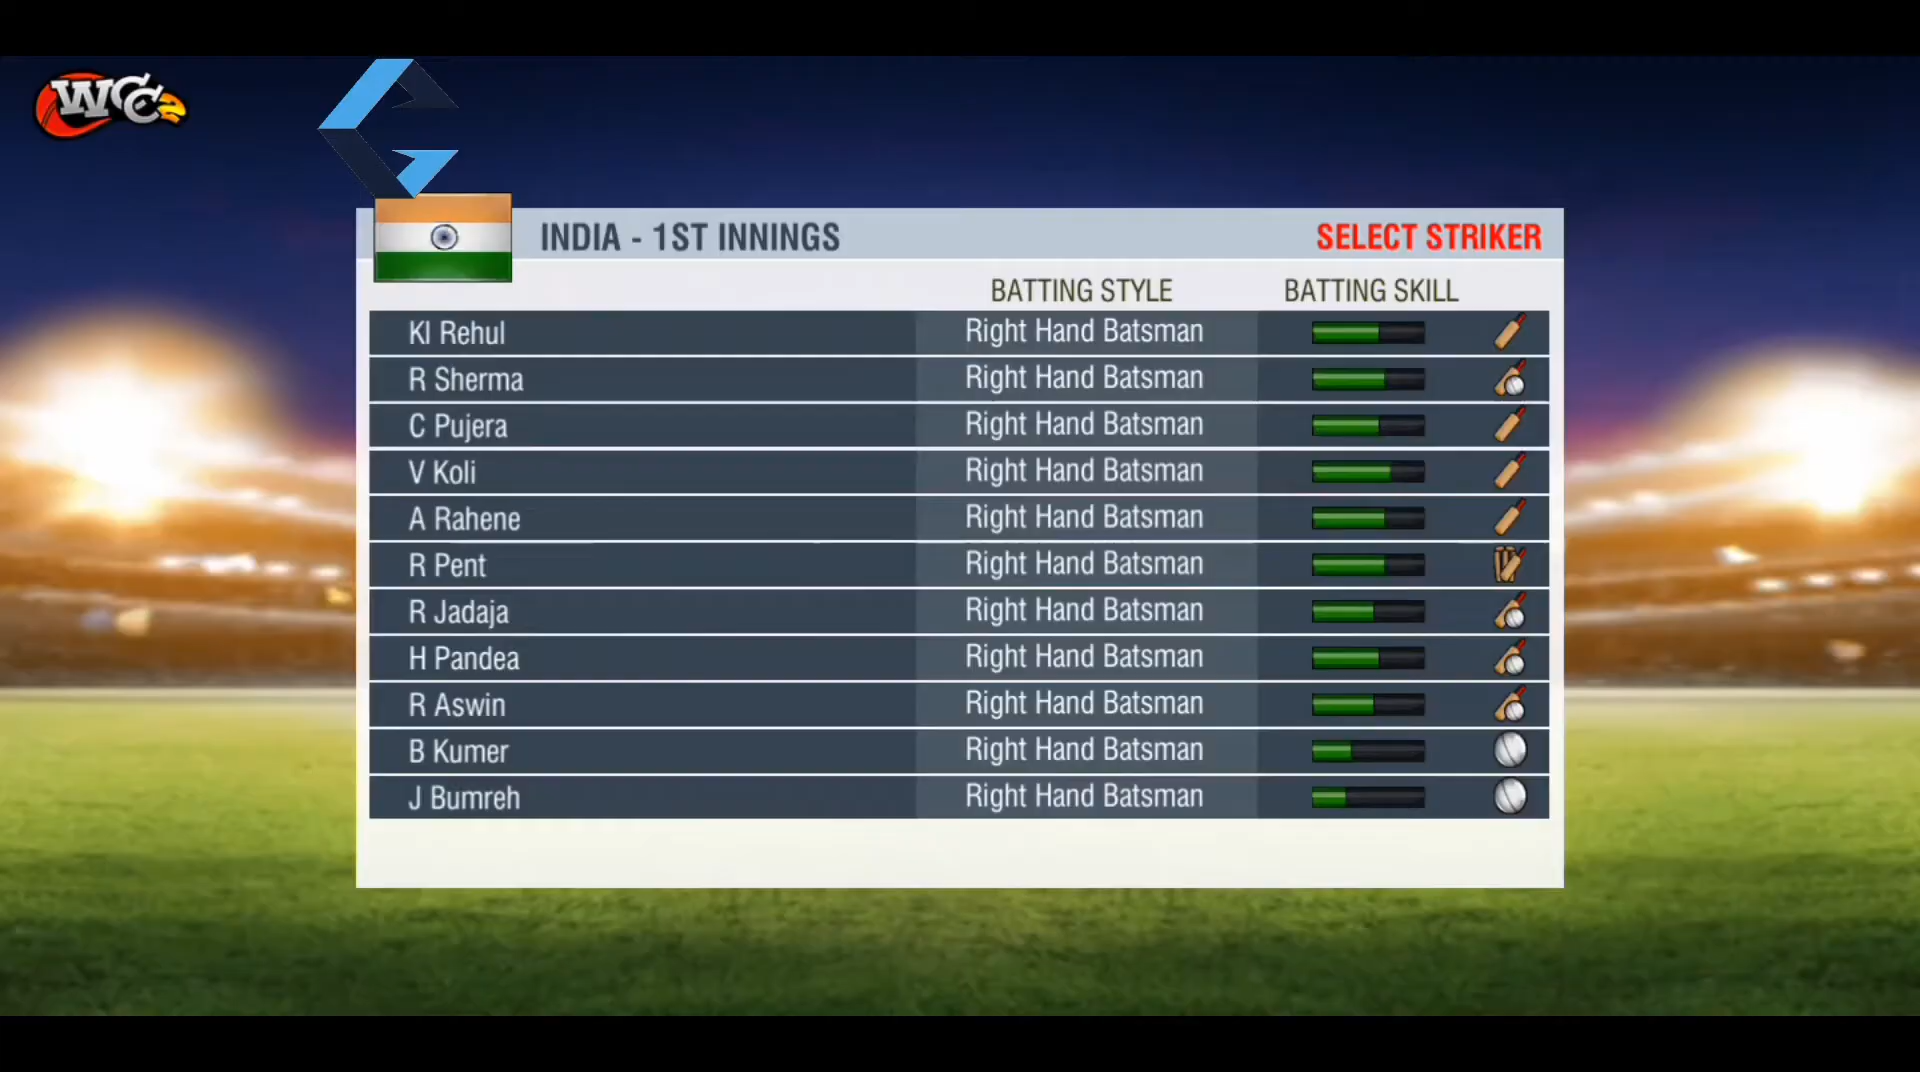 WCC2
INDIA - 1ST INNINGS SELECT STRIKER
BATTING STYLE BATTING SKILL
Kl Rehul Right Hand Batsman
R Sherma Right Hand Batsman
C Pujera Right Hand Batsman
V Koli Right Hand Batsman
A Rahene Right Hand Batsman
R Pent Right Hand Batsman
R Jadaja Right Hand Batsman
H Pandea Right Hand Batsman
R Aswin Right Hand Batsman
B Kumer Right Hand Batsman
J Bumreh Right Hand Batsman